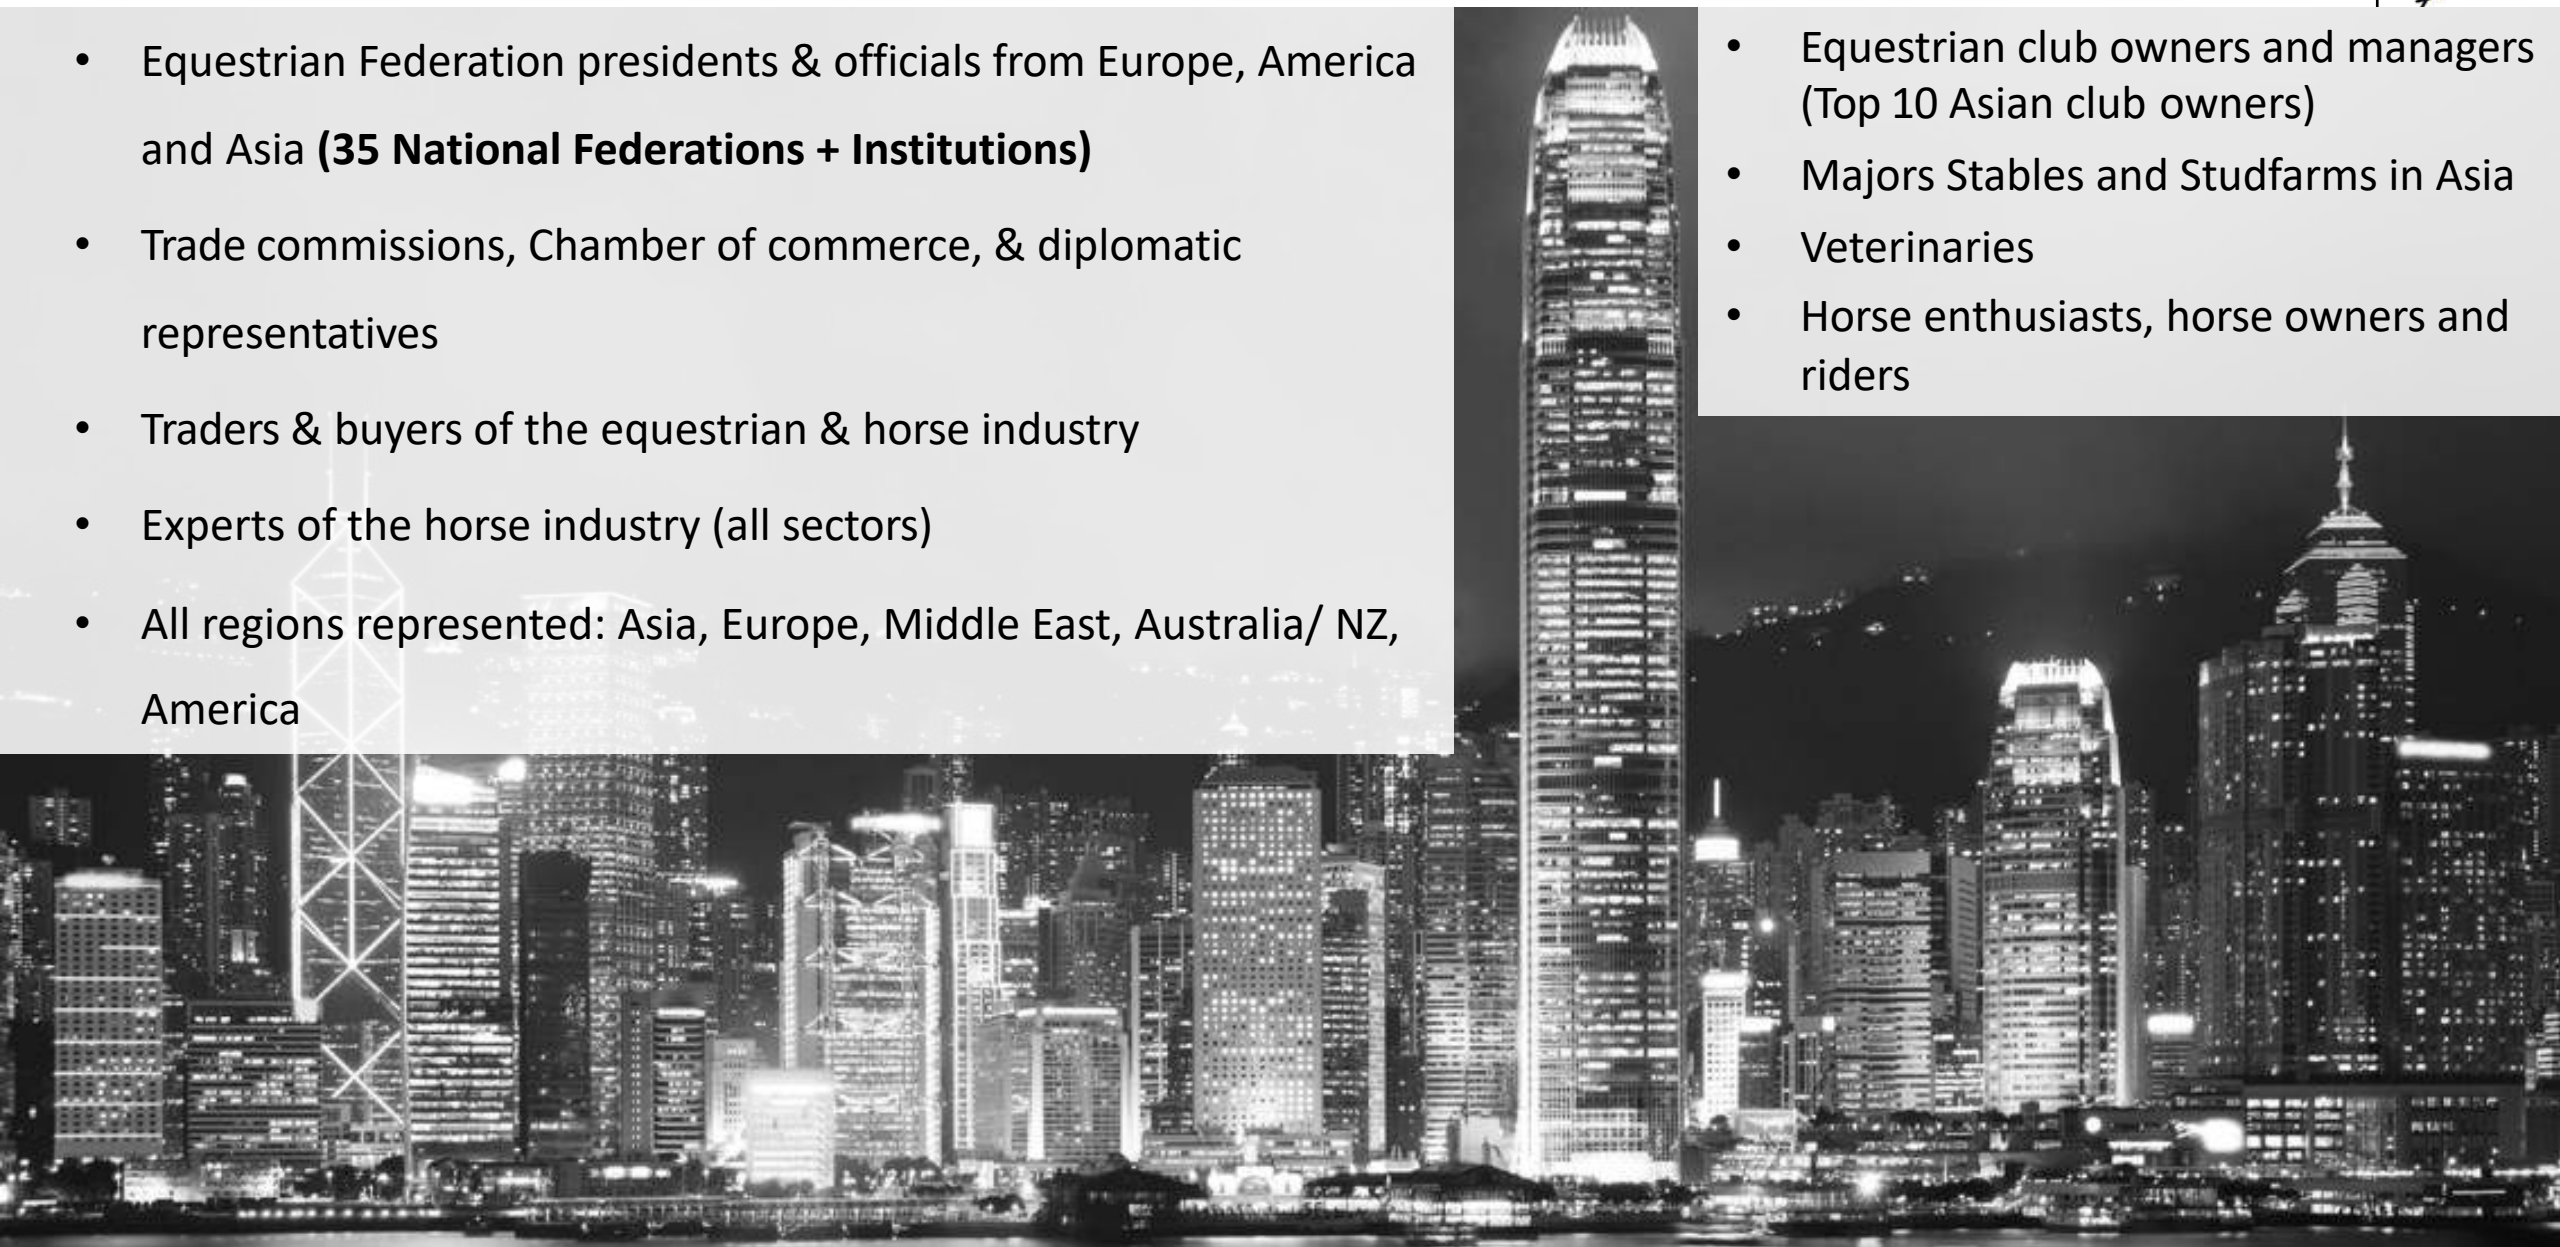 • Equestrian Federation presidents & officials from Europe, America
and Asia (35 National Federations + Institutions)
• Trade commissions, Chamber of commerce, & diplomatic
representatives
• Traders & buyers of the equestrian & horse industry
• Experts of the horse industry (all sectors)
• All regions represented: Asia, Europe, Middle East, Australia/ NZ,
America
• Equestrian club owners and managers
(Top 10 Asian club owners)
• Majors Stables and Studfarms in Asia
• Veterinaries
• Horse enthusiasts, horse owners and
riders